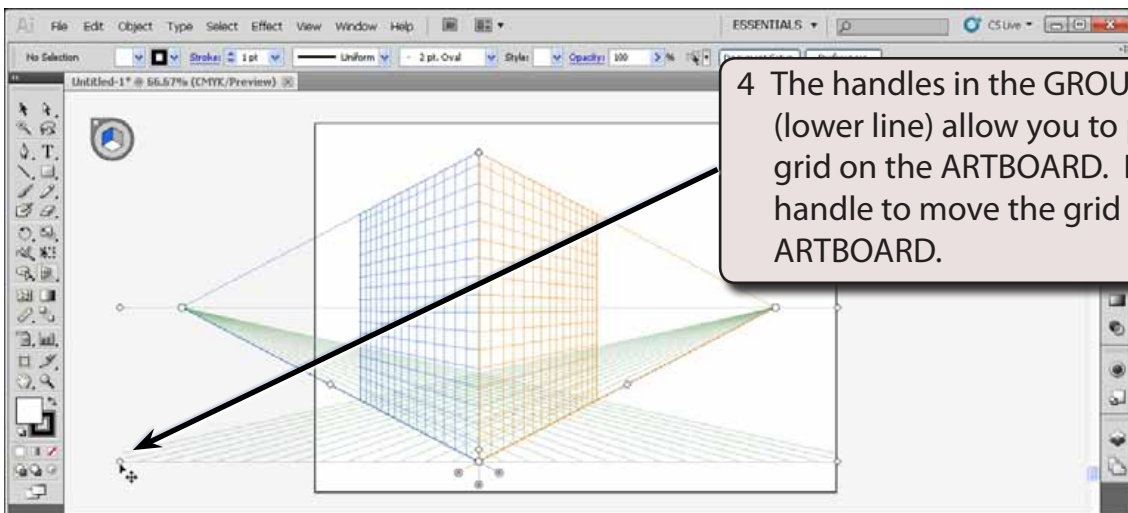 Ai File Edit Object Type Select Effect View Window Help
ESSENTIALS
CS Live
No Selection Stroke: 1 pt Uniform 2 pt. Oval Style: Opacity: 100 %
Untitled-1* @ 66.67% (CMYK/Preview)
4 The handles in the GROU
(lower line) allow you to
grid on the ARTBOARD.
handle to move the grid
ARTBOARD.